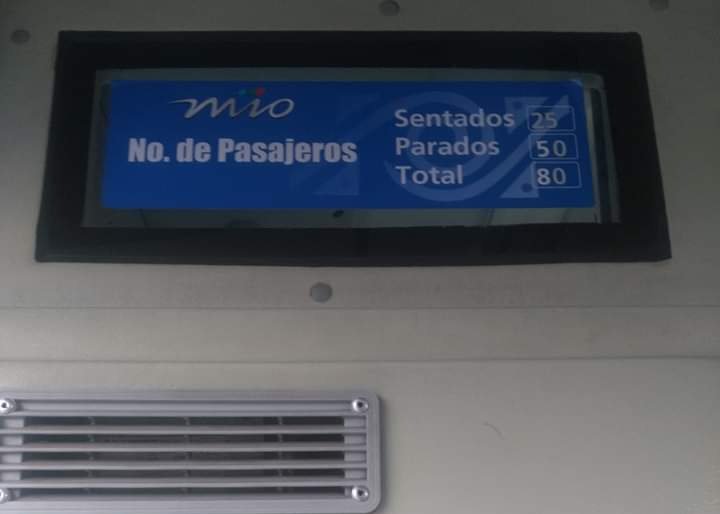 mio
No. de Pasajeros
Sentados 25
Parados 50
Total 80